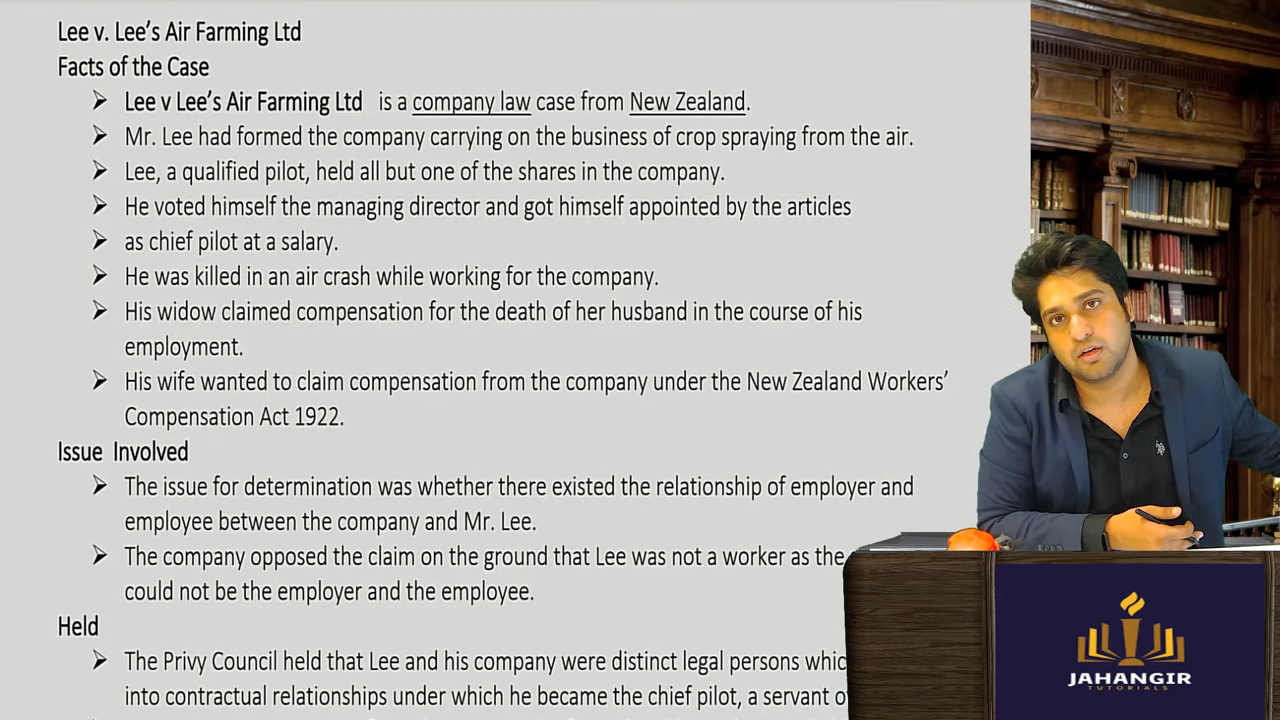 Lee v. Lee’s Air Farming Ltd
Facts of the Case
➢ Lee v Lee’s Air Farming Ltd is a company law case from New Zealand.
➢ Mr. Lee had formed the company carrying on the business of crop spraying from the air.
➢ Lee, a qualified pilot, held all but one of the shares in the company.
➢ He voted himself the managing director and got himself appointed by the articles
➢ as chief pilot at a salary.
➢ He was killed in an air crash while working for the company.
➢ His widow claimed compensation for the death of her husband in the course of his
employment.
➢ His wife wanted to claim compensation from the company under the New Zealand Workers’
Compensation Act 1922.
Issue Involved
➢ The issue for determination was whether there existed the relationship of employer and
employee between the company and Mr. Lee.
➢ The company opposed the claim on the ground that Lee was not a worker as the
could not be the employer and the employee.
Held
➢ The Privy Council held that Lee and his company were distinct legal persons
into contractual relationships under which he became the chief pilot, a servant
JAHANGIR
TUTORIALS